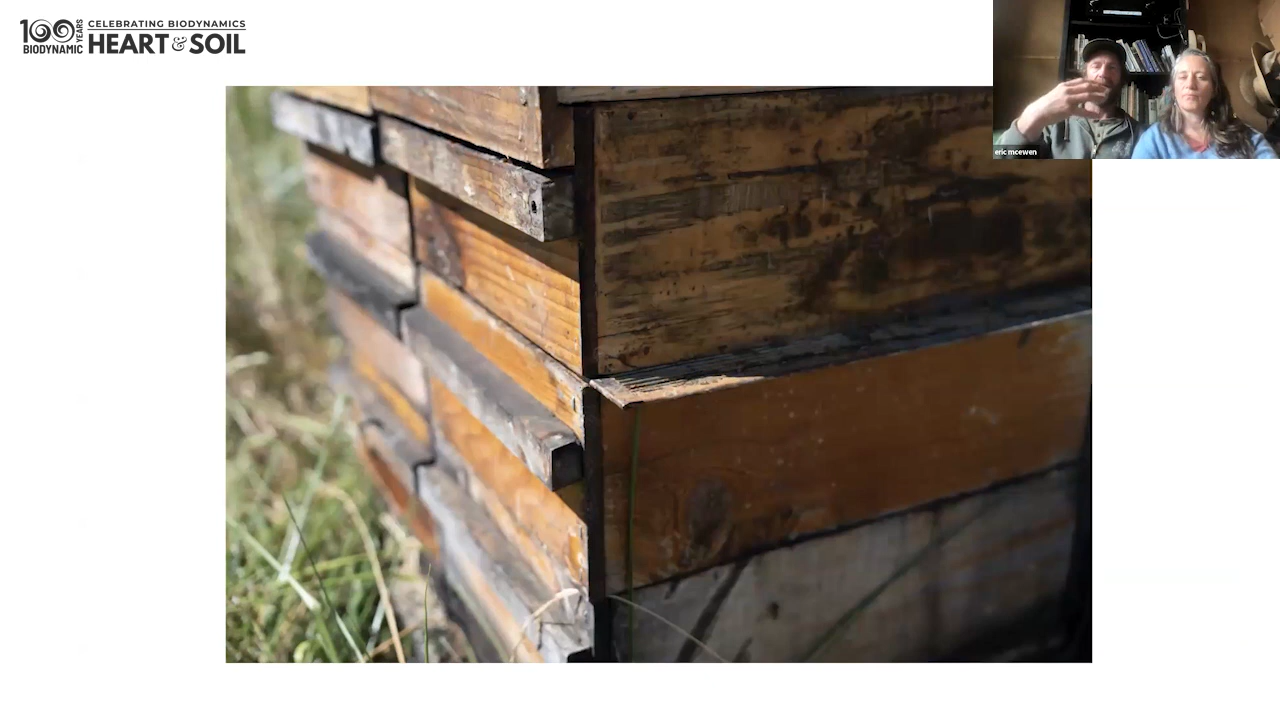 100 YEARS
BIODYNAMIC
CELEBRATING BIODYNAMICS
HEART & SOIL
eric mcewen